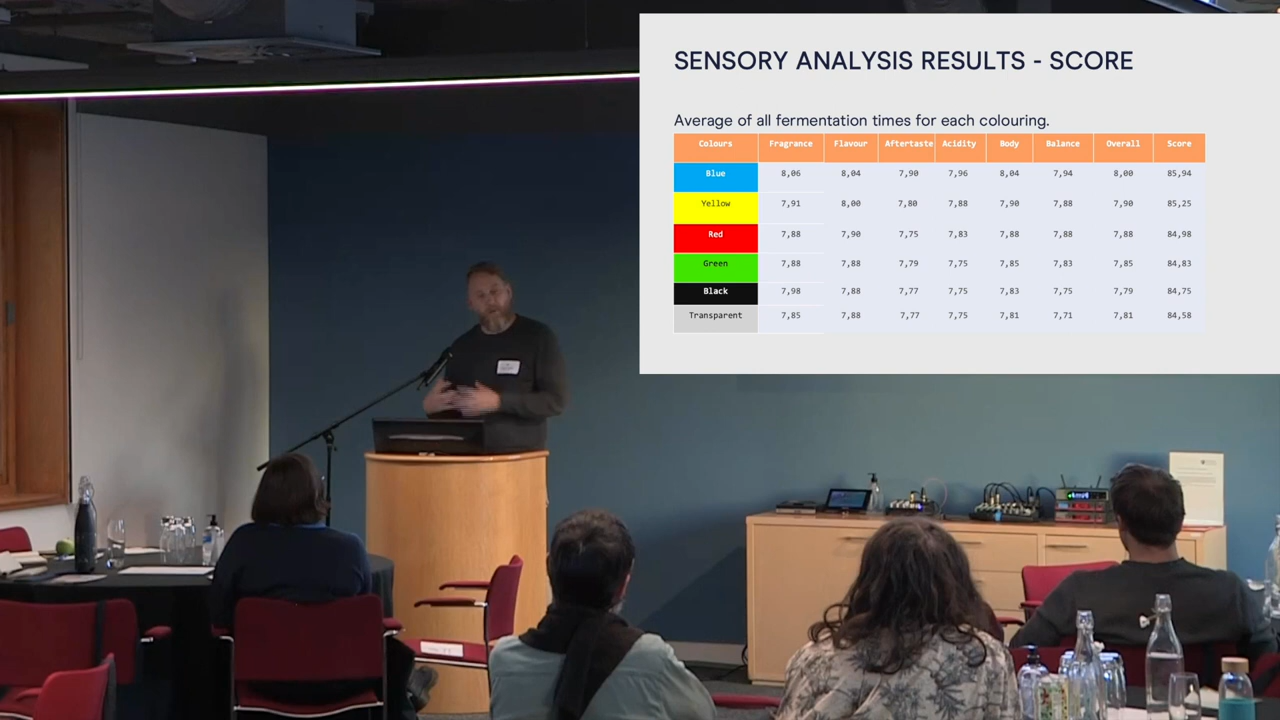 SENSORY ANALYSIS RESULTS - SCORE
Average of all fermentation times for each colouring.
Colours Fragrance Flavour Aftertaste Acidity Body Balance Overall Score
Blue 8,06 8,04 7,90 7,96 8,04 7,94 8,00 85,94
Yellow 7,91 8,00 7,80 7,88 7,90 7,88 7,90 85,25
Red 7,88 7,90 7,75 7,83 7,88 7,88 7,88 84,98
Green 7,88 7,88 7,79 7,75 7,85 7,83 7,85 84,83
Black 7,98 7,88 7,77 7,75 7,83 7,75 7,79 84,75
Transparent 7,85 7,88 7,77 7,75 7,81 7,71 7,81 84,58